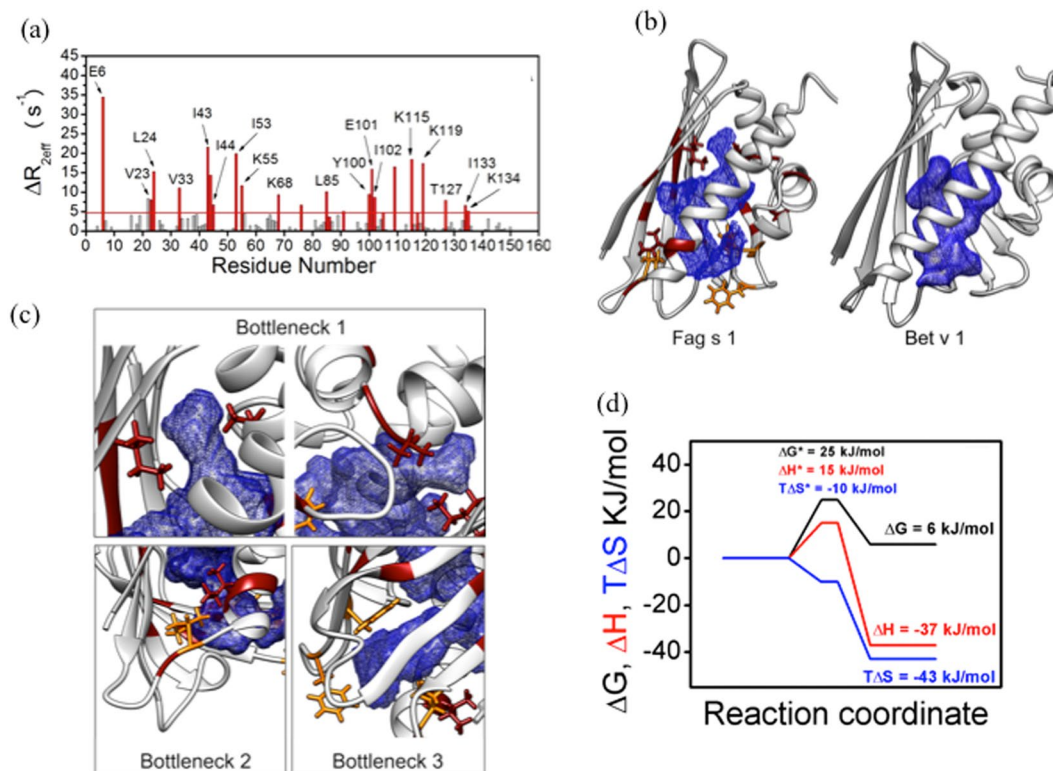 (a)
ΔR2eff (s-1)
45
40
35
30
25
20
15
10
5
0
0 10 20 30 40 50 60 70 80 90 100 110 120 130 140 150 160
Residue Number
E6
L24
V23
V33
I43
I44
I53
K55
K68
L85
Y100
E101
I102
K115
K119
T127
I133
K134
(b)
Fag s 1
Bet v 1
(c)
Bottleneck 1
Bottleneck 2
Bottleneck 3
(d)
ΔG, ΔH, TΔS KJ/mol
40
20
0
-20
-40
ΔG* = 25 kJ/mol
ΔH* = 15 kJ/mol
TΔS* = -10 kJ/mol
ΔG = 6 kJ/mol
ΔH = -37 kJ/mol
TΔS = -43 kJ/mol
Reaction coordinate